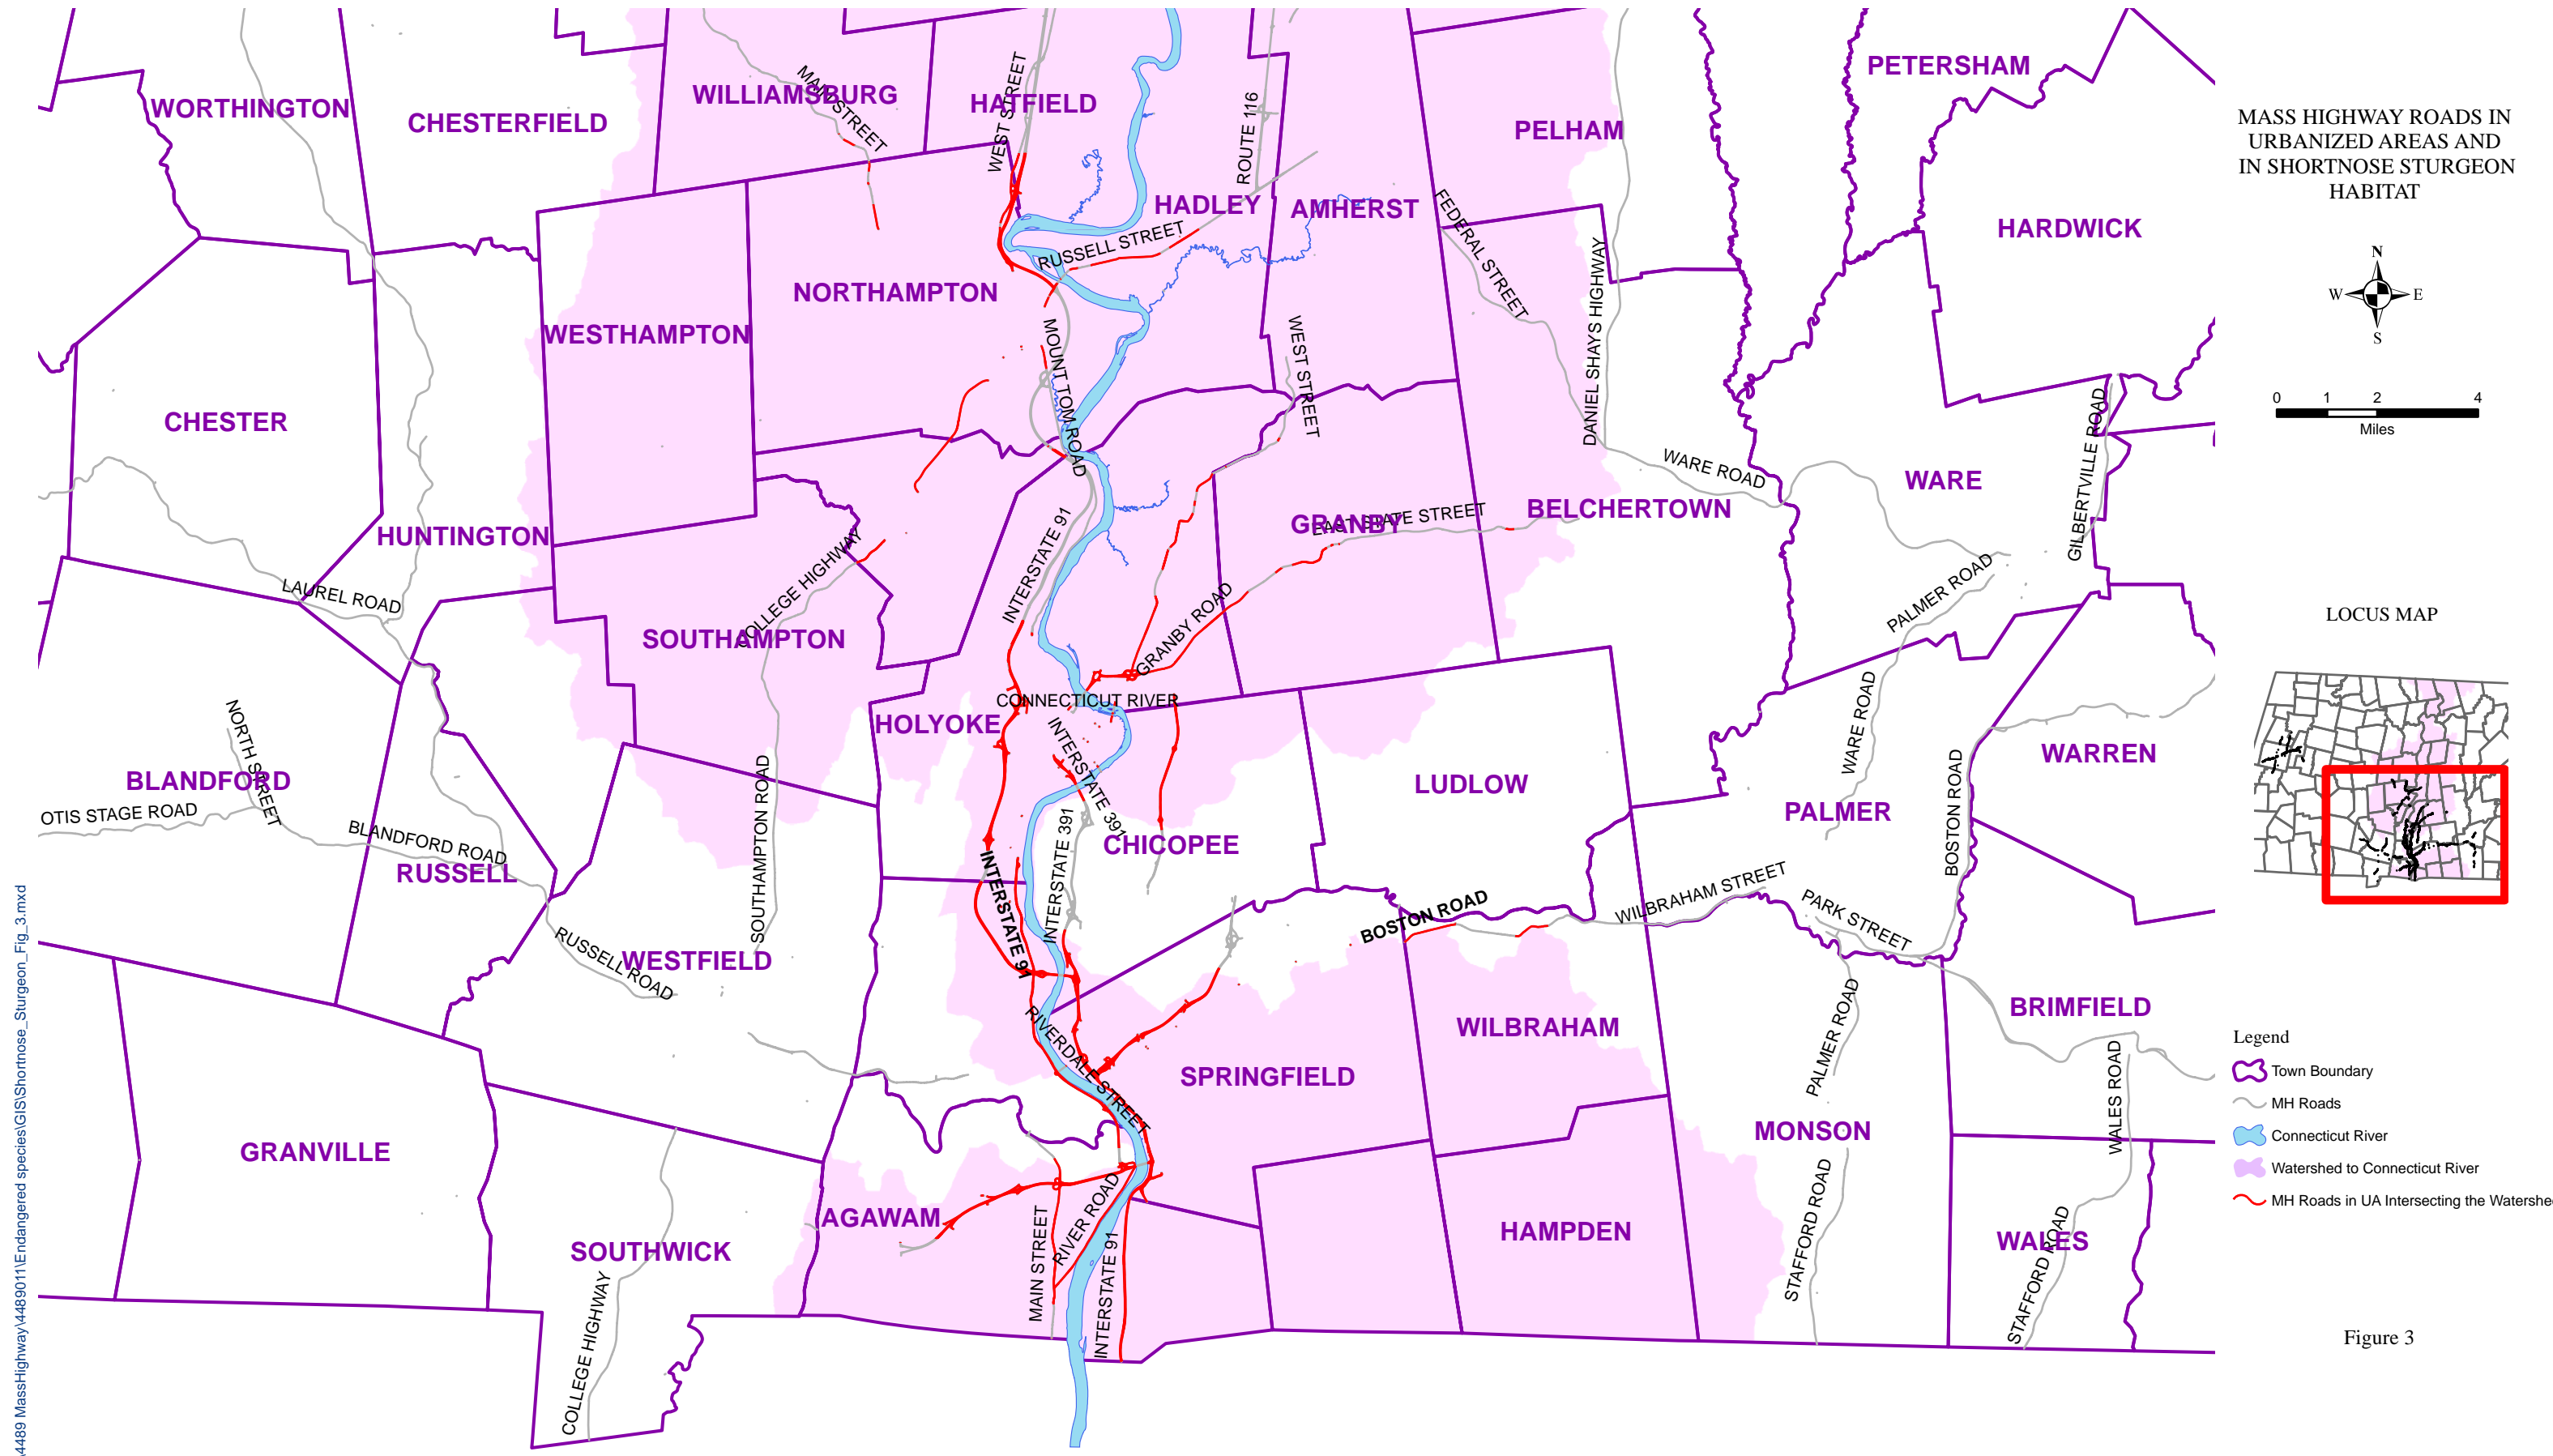 WORTHINGTON
CHESTERFIELD
WILLIAMSBURG
MAIN STREET
HATFIELD
WEST STREET
ROUTE 116
HADLEY
AMHERST
PELHAM
PETERSHAM
HARDWICK
FEDERAL STREET
DANIEL SHAYS HIGHWAY
RUSSELL STREET
NORTHAMPTON
WESTHAMPTON
MOUNT TOM ROAD
WEST STREET
CHESTER
HUNTINGTON
LAUREL ROAD
COLLEGE HIGHWAY
SOUTHAMPTON
INTERSTATE 91
GRANBY
EAST STATE STREET
GRANBY ROAD
BELCHERTOWN
WARE ROAD
WARE
GILBERTVILLE ROAD
PALMER ROAD
WARE ROAD
CONNECTICUT RIVER
HOLYOKE
INTERSTATE 391
NORTH STREET
BLANDFORD
OTIS STAGE ROAD
BLANDFORD ROAD
RUSSELL
SOUTHAMPTON ROAD
INTERSTATE 91
INTERSTATE 391
CHICOPEE
LUDLOW
PALMER
BOSTON ROAD
WARREN
RUSSELL ROAD
WESTFIELD
BOSTON ROAD
WILBRAHAM STREET
PARK STREET
RIVERDALE STREET
SPRINGFIELD
WILBRAHAM
PALMER ROAD
BRIMFIELD
WALES ROAD
MONSON
GRANVILLE
SOUTHWICK
COLLEGE HIGHWAY
AGAWAM
MAIN STREET
RIVER ROAD
INTERSTATE 91
HAMPDEN
STAFFORD ROAD
WALES
STAFFORD ROAD
MASS HIGHWAY ROADS IN
URBANIZED AREAS AND
IN SHORTNOSE STURGEON
HABITAT
N
W E
S
0 1 2 4
Miles
LOCUS MAP
Legend
Town Boundary
MH Roads
Connecticut River
Watershed to Connecticut River
MH Roads in UA Intersecting the Watershe
Figure 3
4489 MassHighway\4489011\Endangered species\GIS\Shortnose_Sturgeon_Fig_3.mxd